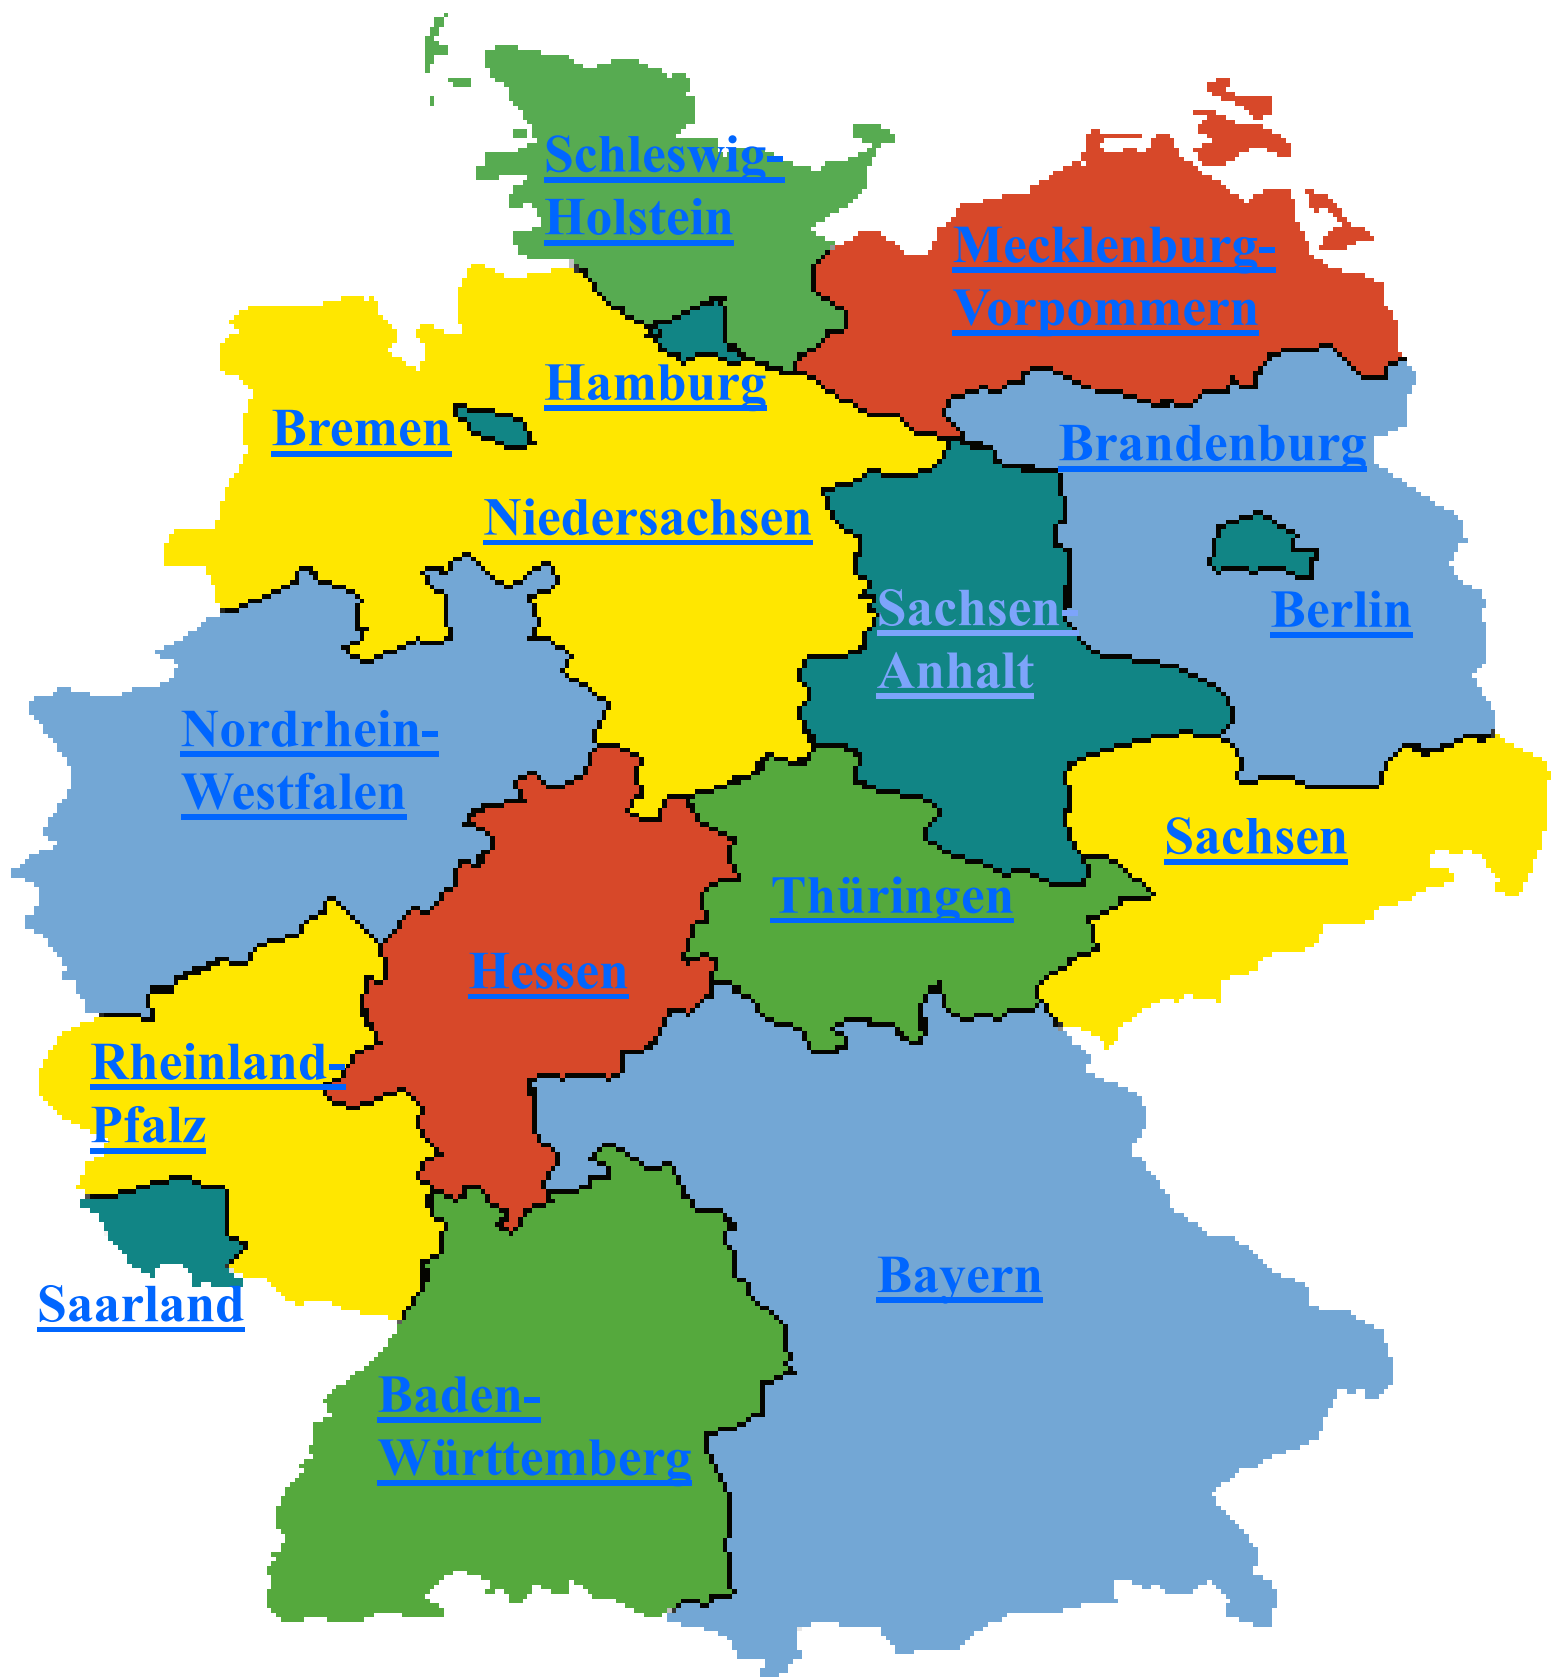 Schleswig-
Holstein
Mecklenburg-
Vorpommern
Hamburg
Bremen
Brandenburg
Niedersachsen
Sachsen-
Anhalt
Berlin
Nordrhein-
Westfalen
Sachsen
Thüringen
Hessen
Rheinland-
Pfalz
Saarland
Bayern
Baden-
Württemberg